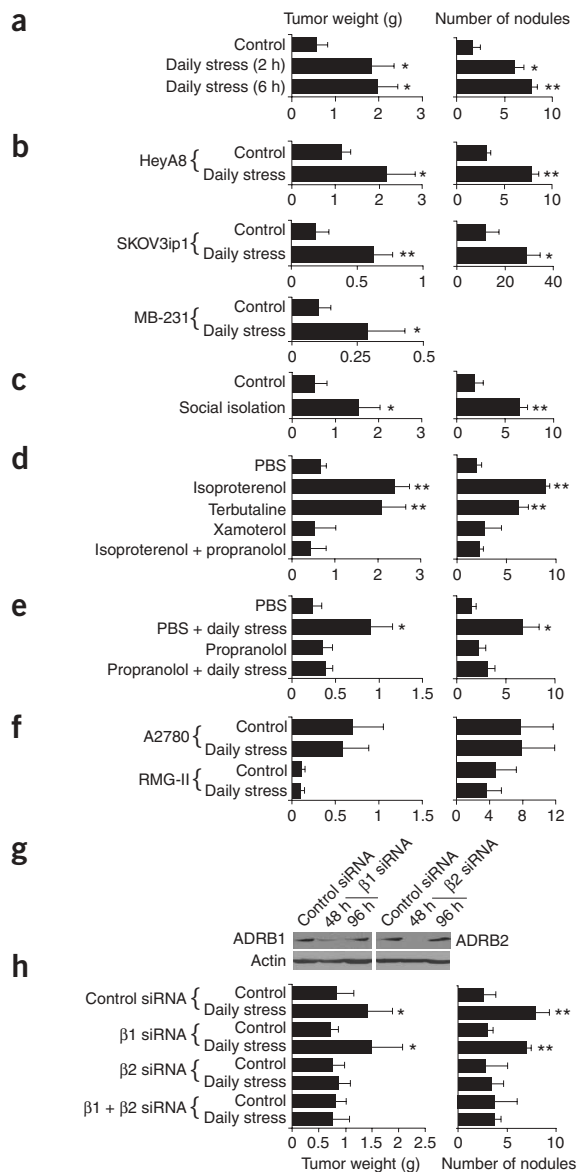 a
Tumor weight (g) Number of nodules
Control
Daily stress (2 h) * *
Daily stress (6 h) * **
0 1 2 3 0 5 10
b
HeyA8 { Control
Daily stress * **
0 1 2 3 0 5 10
SKOV3ip1 { Control
Daily stress ** *
0 0.5 1 0 20 40
MB-231 { Control
Daily stress *
0 0.25 0.5
c
Control
Social isolation * **
0 1 2 3 0 5 10
d
PBS
Isoproterenol ** **
Terbutaline ** **
Xamoterol
Isoproterenol + propranolol
0 1 2 3 0 5 10
e
PBS
PBS + daily stress * *
Propranolol
Propranolol + daily stress
0 0.5 1 1.5 0 5 10
f
A2780 { Control
Daily stress
RMG-II { Control
Daily stress
0 0.5 1 1.5 0 4 8 12
g
Control siRNA 48 h 96 h β1 siRNA Control siRNA 48 h 96 h β2 siRNA
ADRB1 ADRB2
Actin
h
Control siRNA { Control
Daily stress * **
β1 siRNA { Control
Daily stress * **
β2 siRNA { Control
Daily stress
β1 + β2 siRNA { Control
Daily stress
0 0.5 1 1.5 2 2.5 0 5 10
Tumor weight (g) Number of nodules